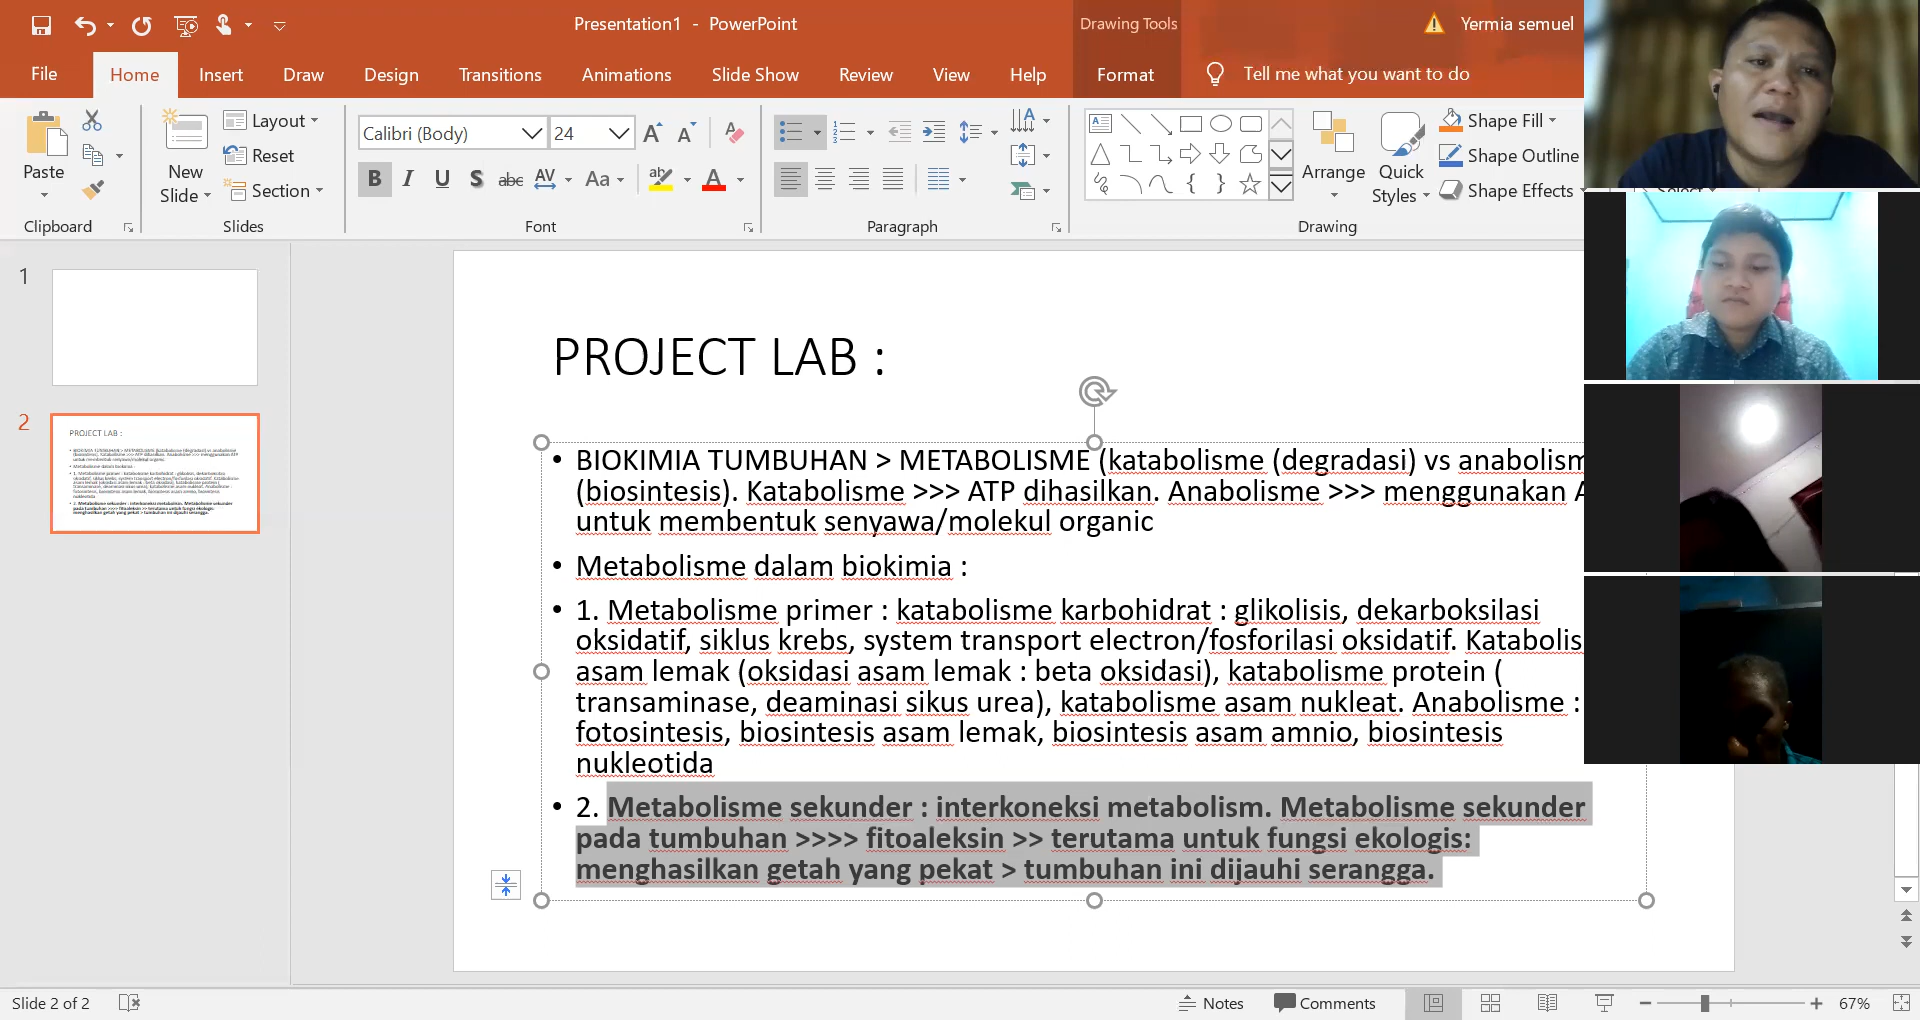 Presentation1 - PowerPoint
Drawing Tools
Yermia semuel
File Home Insert Draw Design Transitions Animations Slide Show Review View Help Format Tell me what you want to do
Paste
Clipboard
New
Slide
Layout
Reset
Section
Slides
Calibri (Body) 24
B I U S abc AV Aa
Font
Paragraph
Arrange
Quick
Styles
Shape Fill
Shape Outline
Shape Effects
Drawing
1
2
PROJECT LAB :
PROJECT LAB :
• BIOKIMIA TUMBUHAN > METABOLISME (katabolisme (degradasi) vs anabolism
(biosintesis). Katabolisme >>> ATP dihasilkan. Anabolisme >>> menggunakan A
untuk membentuk senyawa/molekul organic
• Metabolisme dalam biokimia :
• 1. Metabolisme primer : katabolisme karbohidrat : glikolisis, dekarboksilasi
oksidatif, siklus krebs, system transport electron/fosforilasi oksidatif. Katabolis
asam lemak (oksidasi asam lemak : beta oksidasi), katabolisme protein (
transaminase, deaminasi sikus urea), katabolisme asam nukleat. Anabolisme :
fotosintesis, biosintesis asam lemak, biosintesis asam amnio, biosintesis
nukleotida
• 2. Metabolisme sekunder : interkoneksi metabolism. Metabolisme sekunder
pada tumbuhan >>>> fitoaleksin >> terutama untuk fungsi ekologis:
menghasilkan getah yang pekat > tumbuhan ini dijauhi serangga.
Slide 2 of 2
Notes
Comments
67%